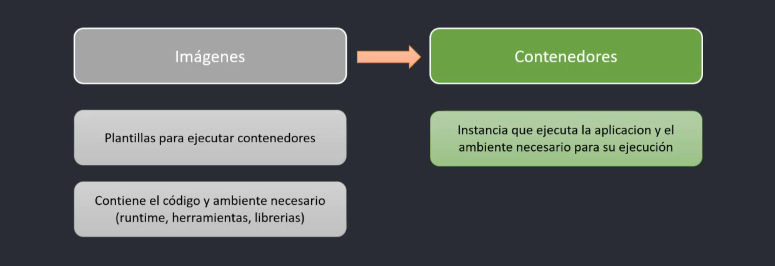 Imágenes
Contenedores
Plantillas para ejecutar contenedores
Instancia que ejecuta la aplicacion y el
ambiente necesario para su ejecución
Contiene el código y ambiente necesario
(runtime, herramientas, librerias)